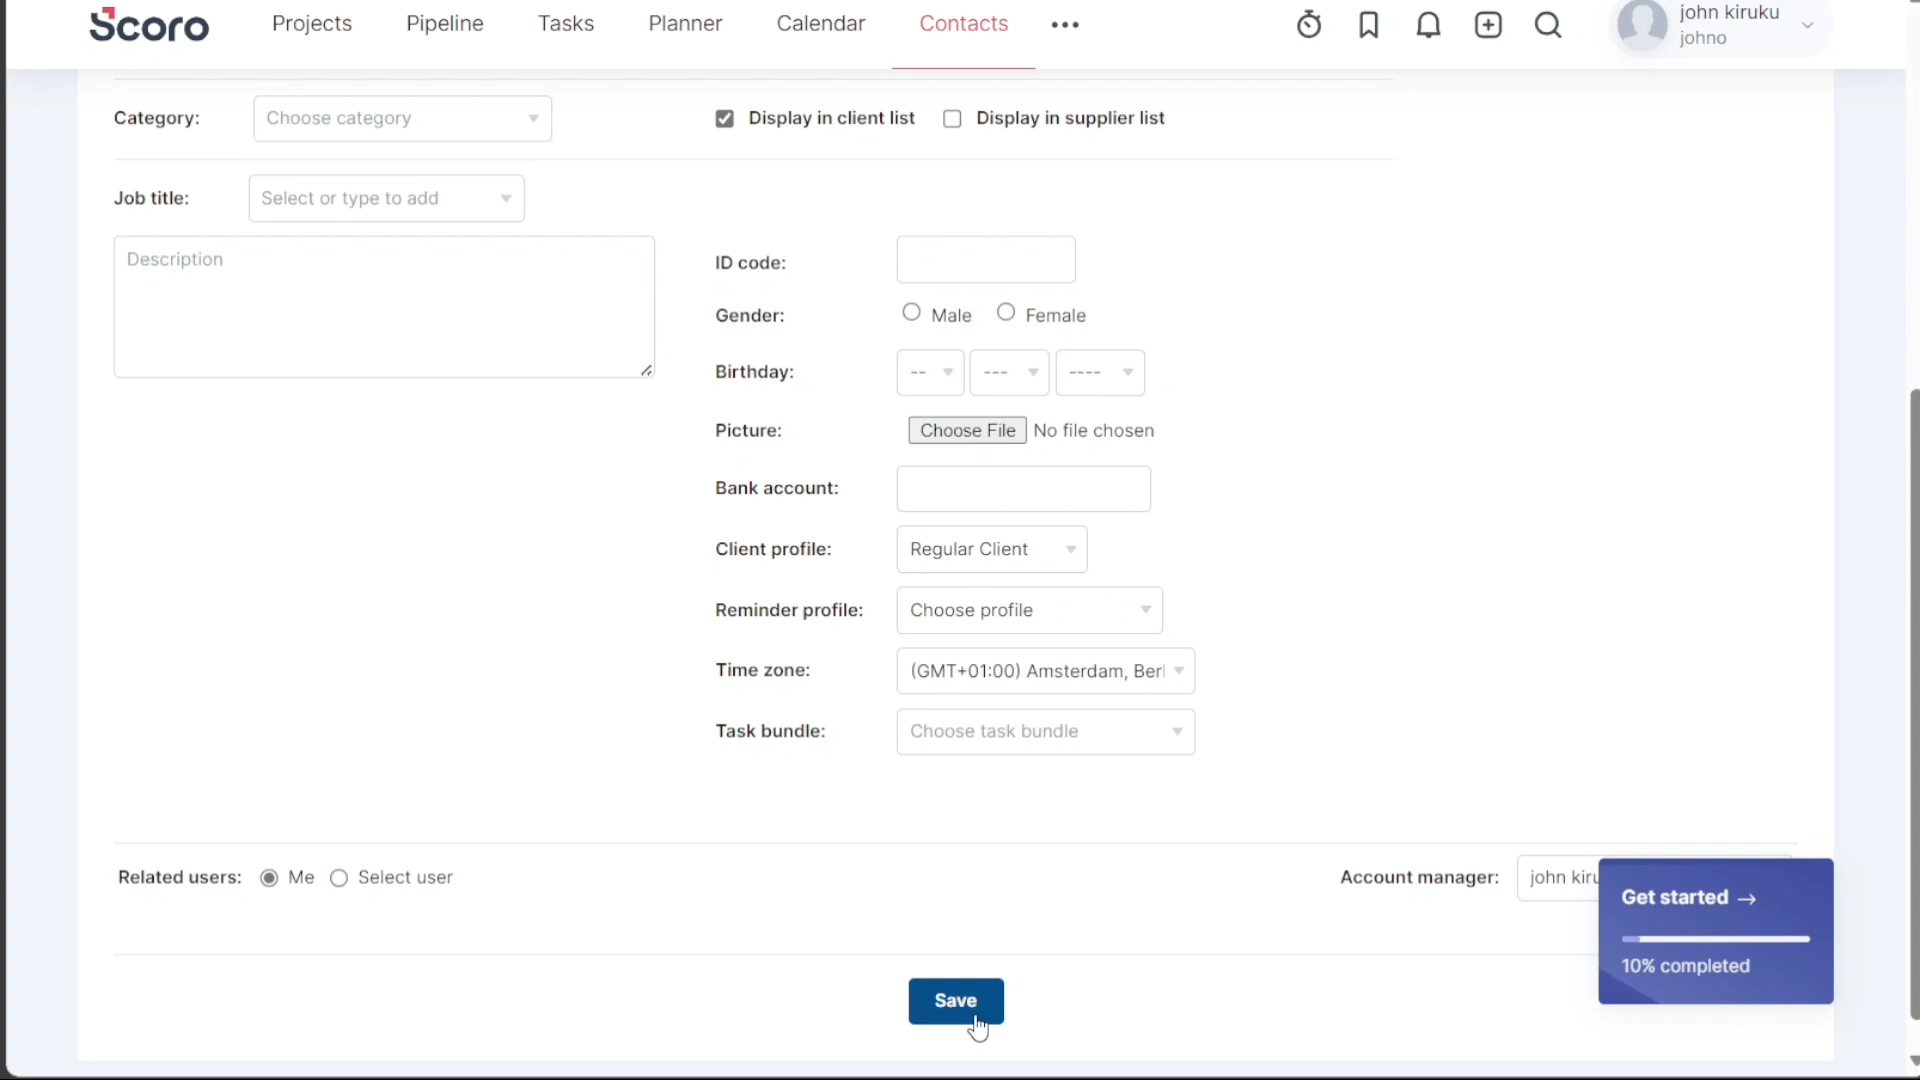 Scoro Projects Pipeline Tasks Planner Calendar Contacts ••• john kiruku
johno
Category: Choose category Display in client list Display in supplier list
Job title: Select or type to add
Description
ID code:
Gender: Male Female
Birthday: -- --- ----
Picture: Choose File No file chosen
Bank account:
Client profile: Regular Client
Reminder profile: Choose profile
Time zone: (GMT+01:00) Amsterdam, Berl
Task bundle: Choose task bundle
Related users: Me Select user Account manager: john kiru
Get started →
10% completed
Save